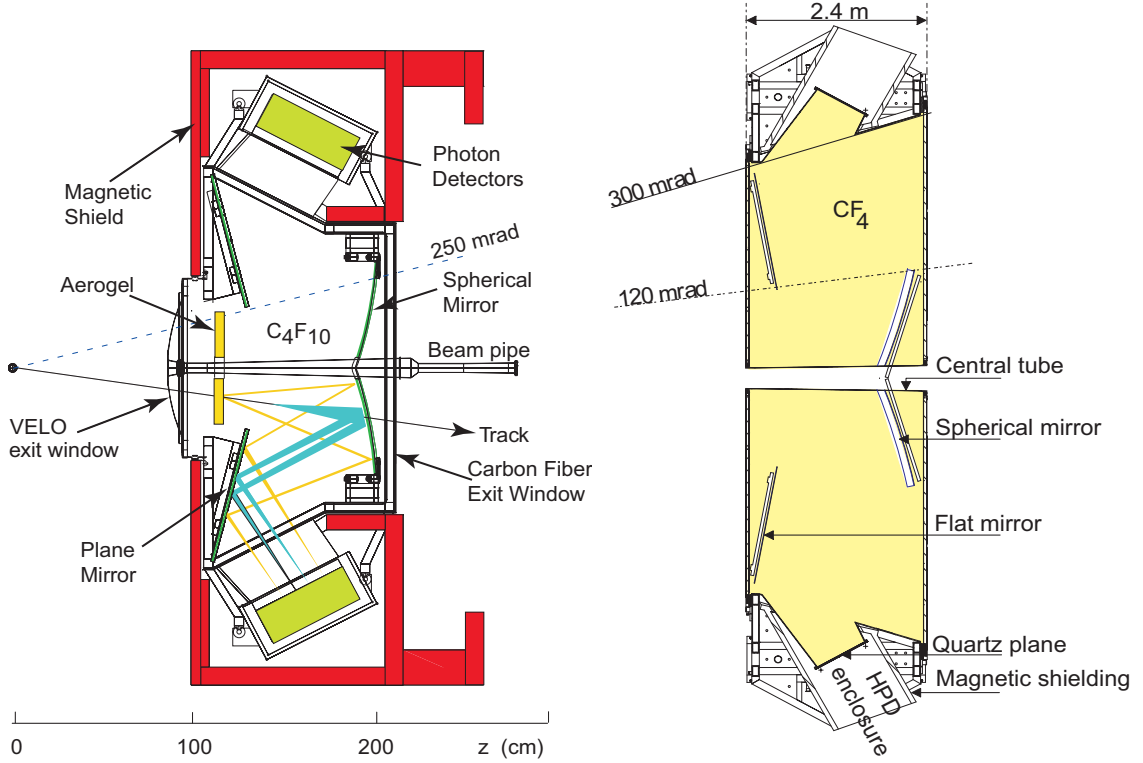 Magnetic
Shield
Aerogel
VELO
exit window
Plane
Mirror
C4F10
Photon
Detectors
250 mrad
Spherical
Mirror
Beam pipe
Track
Carbon Fiber
Exit Window
0
100
200
z (cm)
2.4 m
300 mrad
CF4
120 mrad
Central tube
Spherical mirror
Flat mirror
Quartz plane
Magnetic shielding
HPD
enclosure